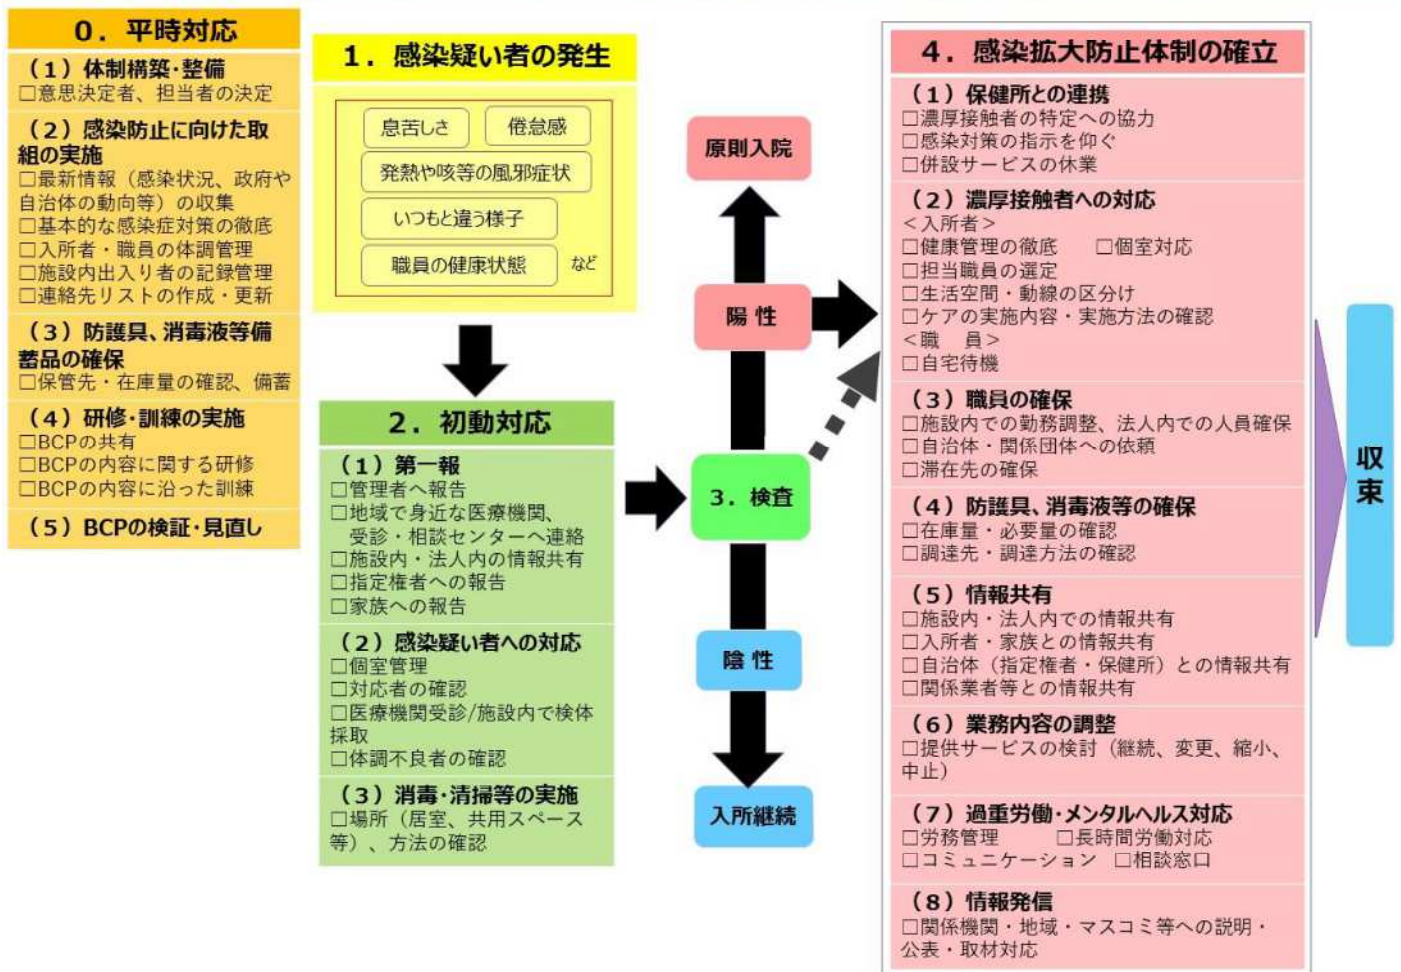 0．平時対応
（1）体制構築・整備
□意思決定者、担当者の決定
（2）感染防止に向けた取
組の実施
□最新情報（感染状況、政府や
自治体の動向等）の収集
□基本的な感染症対策の徹底
□入所者・職員の体調管理
□施設内出入り者の記録管理
□連絡先リストの作成・更新
（3）防護具、消毒液等備
蓄品の確保
□保管先・在庫量の確認、備蓄
（4）研修・訓練の実施
□BCPの共有
□BCPの内容に関する研修
□BCPの内容に沿った訓練
（5）BCPの検証・見直し
1．感染疑い者の発生
息苦しさ
倦怠感
発熱や咳等の風邪症状
いつもと違う様子
職員の健康状態
など
2．初動対応
（1）第一報
□管理者へ報告
□地域で身近な医療機関、
受診・相談センターへ連絡
□施設内・法人内の情報共有
□指定権者への報告
□家族への報告
（2）感染疑い者への対応
□個室管理
□対応者の確認
□医療機関受診/施設内で検体
採取
□体調不良者の確認
（3）消毒・清掃等の実施
□場所（居室、共用スペース
等）、方法の確認
原則入院
陽 性
3．検査
陰 性
入所継続
4．感染拡大防止体制の確立
（1）保健所との連携
□濃厚接触者の特定への協力
□感染対策の指示を仰ぐ
□併設サービスの休業
（2）濃厚接触者への対応
＜入所者＞
□健康管理の徹底　□個室対応
□担当職員の選定
□生活空間・動線の区分け
□ケアの実施内容・実施方法の確認
＜職　員＞
□自宅待機
（3）職員の確保
□施設内での勤務調整、法人内での人員確保
□自治体・関係団体への依頼
□滞在先の確保
（4）防護具、消毒液等の確保
□在庫量・必要量の確認
□調達先・調達方法の確認
（5）情報共有
□施設内・法人内での情報共有
□入所者・家族との情報共有
□自治体（指定権者・保健所）との情報共有
□関係業者等との情報共有
（6）業務内容の調整
□提供サービスの検討（継続、変更、縮小、
中止）
（7）過重労働・メンタルヘルス対応
□労務管理　□長時間労働対応
□コミュニケーション　□相談窓口
（8）情報発信
□関係機関・地域・マスコミ等への説明・
公表・取材対応
収束